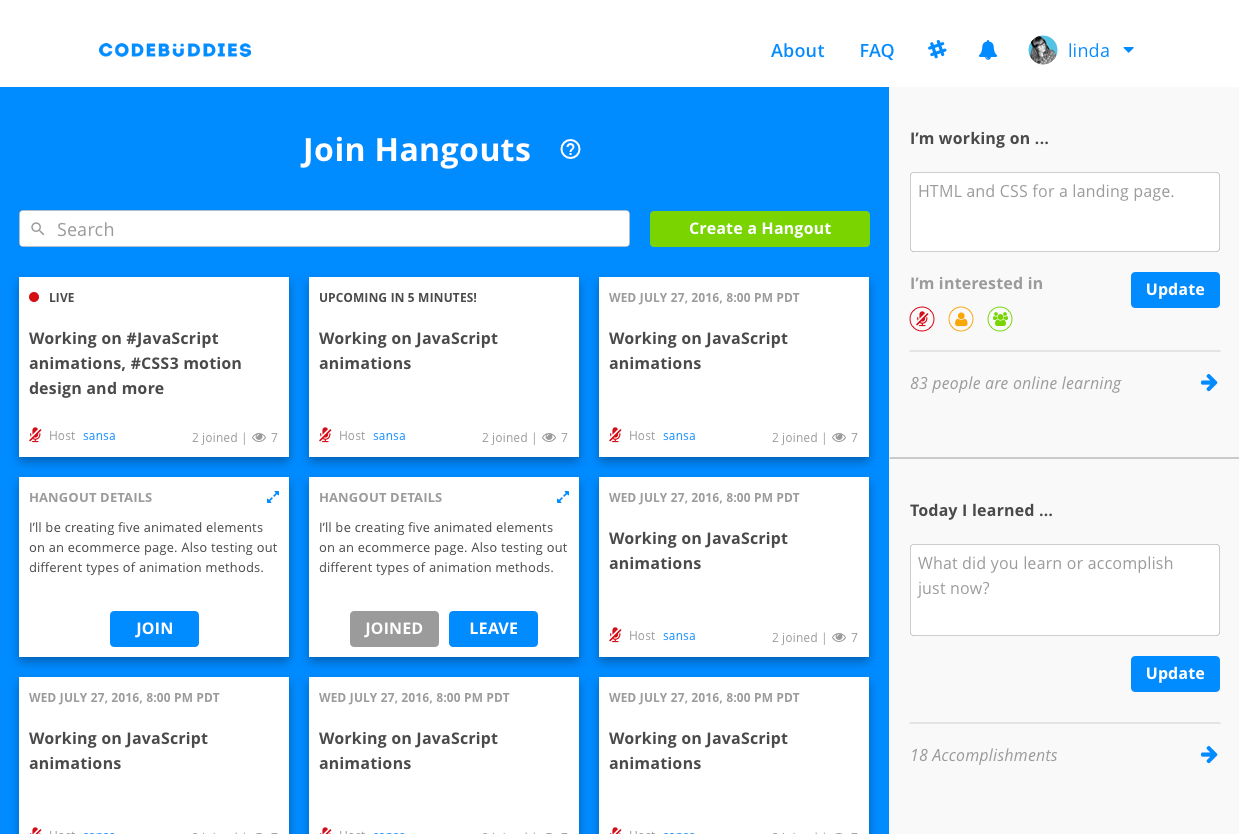 CODEBUDDIES
About
FAQ
linda
Join Hangouts
Search
Create a Hangout
LIVE
Working on #JavaScript
animations, #CSS3 motion
design and more
Host sansa
2 joined | 7
UPCOMING IN 5 MINUTES!
Working on JavaScript
animations
Host sansa
2 joined | 7
WED JULY 27, 2016, 8:00 PM PDT
Working on JavaScript
animations
Host sansa
2 joined | 7
HANGOUT DETAILS
I'll be creating five animated elements
on an ecommerce page. Also testing out
different types of animation methods.
JOIN
HANGOUT DETAILS
I'll be creating five animated elements
on an ecommerce page. Also testing out
different types of animation methods.
JOINED
LEAVE
WED JULY 27, 2016, 8:00 PM PDT
Working on JavaScript
animations
Host sansa
2 joined | 7
WED JULY 27, 2016, 8:00 PM PDT
Working on JavaScript
animations
WED JULY 27, 2016, 8:00 PM PDT
Working on JavaScript
animations
WED JULY 27, 2016, 8:00 PM PDT
Working on JavaScript
animations
I'm working on ...
HTML and CSS for a landing page.
I'm interested in
Update
83 people are online learning
Today I learned ...
What did you learn or accomplish
just now?
Update
18 Accomplishments